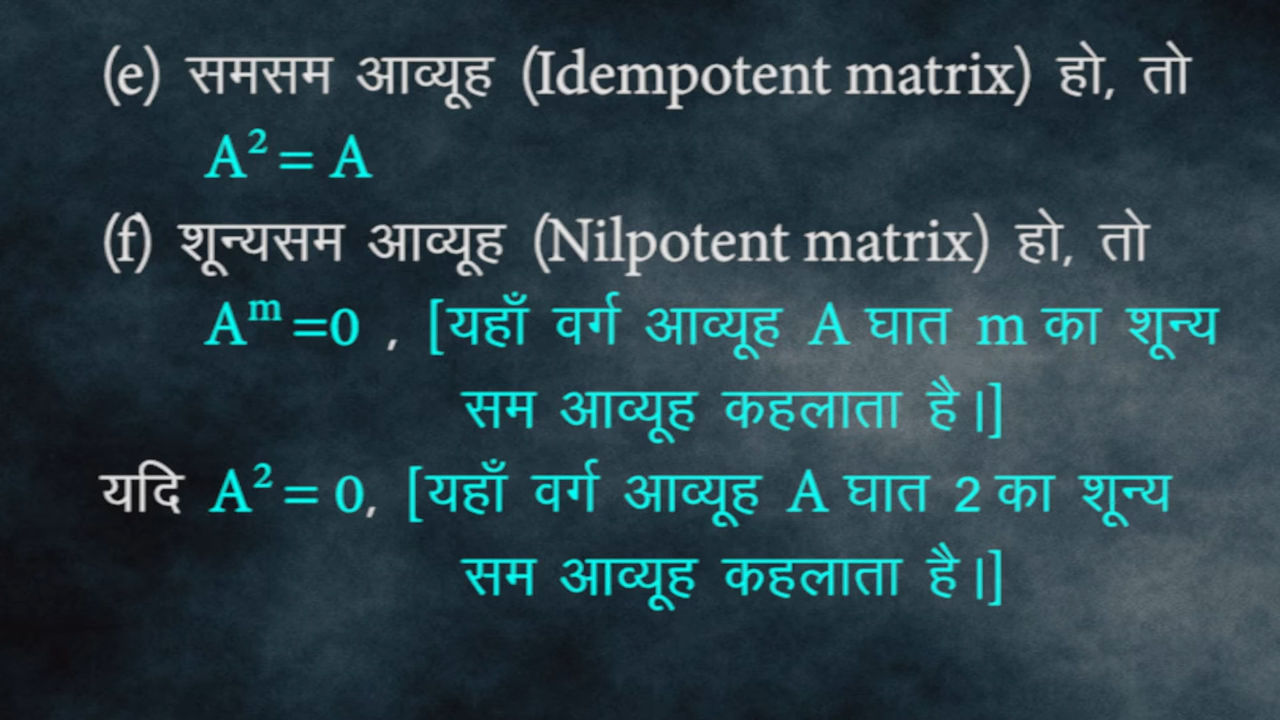 (e) समसम आव्यूह (Idempotent matrix) हो, तो
A² = A
(f) शून्यसम आव्यूह (Nilpotent matrix) हो, तो
Aᵐ =0 , [यहाँ वर्ग आव्यूह A घात m का शून्य
सम आव्यूह कहलाता है।]
यदि A² = 0, [यहाँ वर्ग आव्यूह A घात 2 का शून्य
सम आव्यूह कहलाता है।]